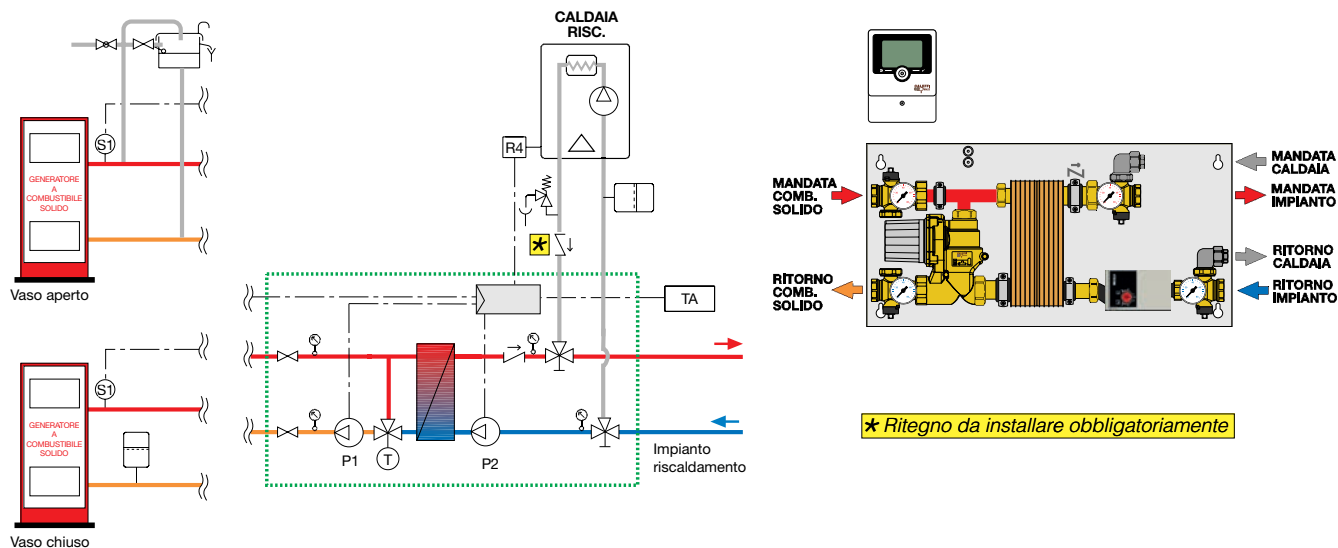 CALDAIA
RISC.
S1
GENERATORE
A
COMBUSTIBILE
SOLIDO
Vaso aperto
R4
*
TA
S1
GENERATORE
A
COMBUSTIBILE
SOLIDO
Vaso chiuso
P1
T
P2
Impianto
riscaldamento
MANDATA
COMB.
SOLIDO
RITORNO
COMB.
SOLIDO
MANDATA
CALDAIA
MANDATA
IMPIANTO
RITORNO
CALDAIA
RITORNO
IMPIANTO
* Ritegno da installare obbligatoriamente